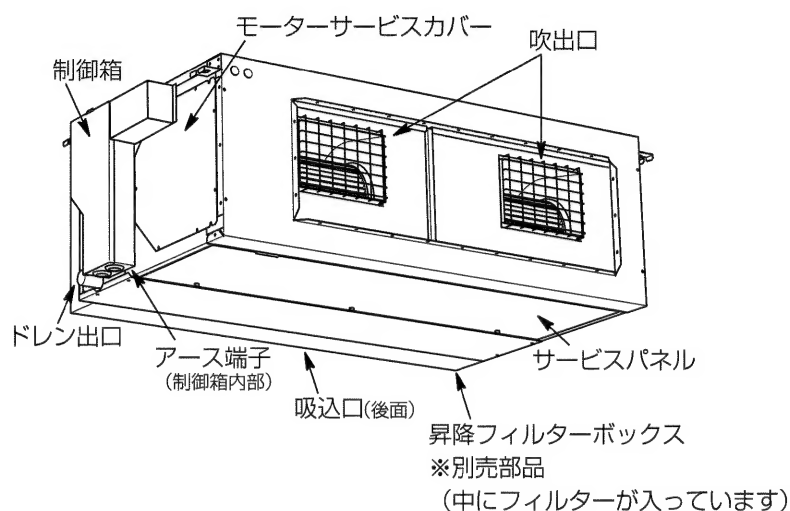 モーターサービスカバー
吹出口
制御箱
ドレン出口
アース端子
（制御箱内部）
サービスパネル
吸込口（後面）
昇降フィルターボックス
※別売部品
（中にフィルターが入っています）